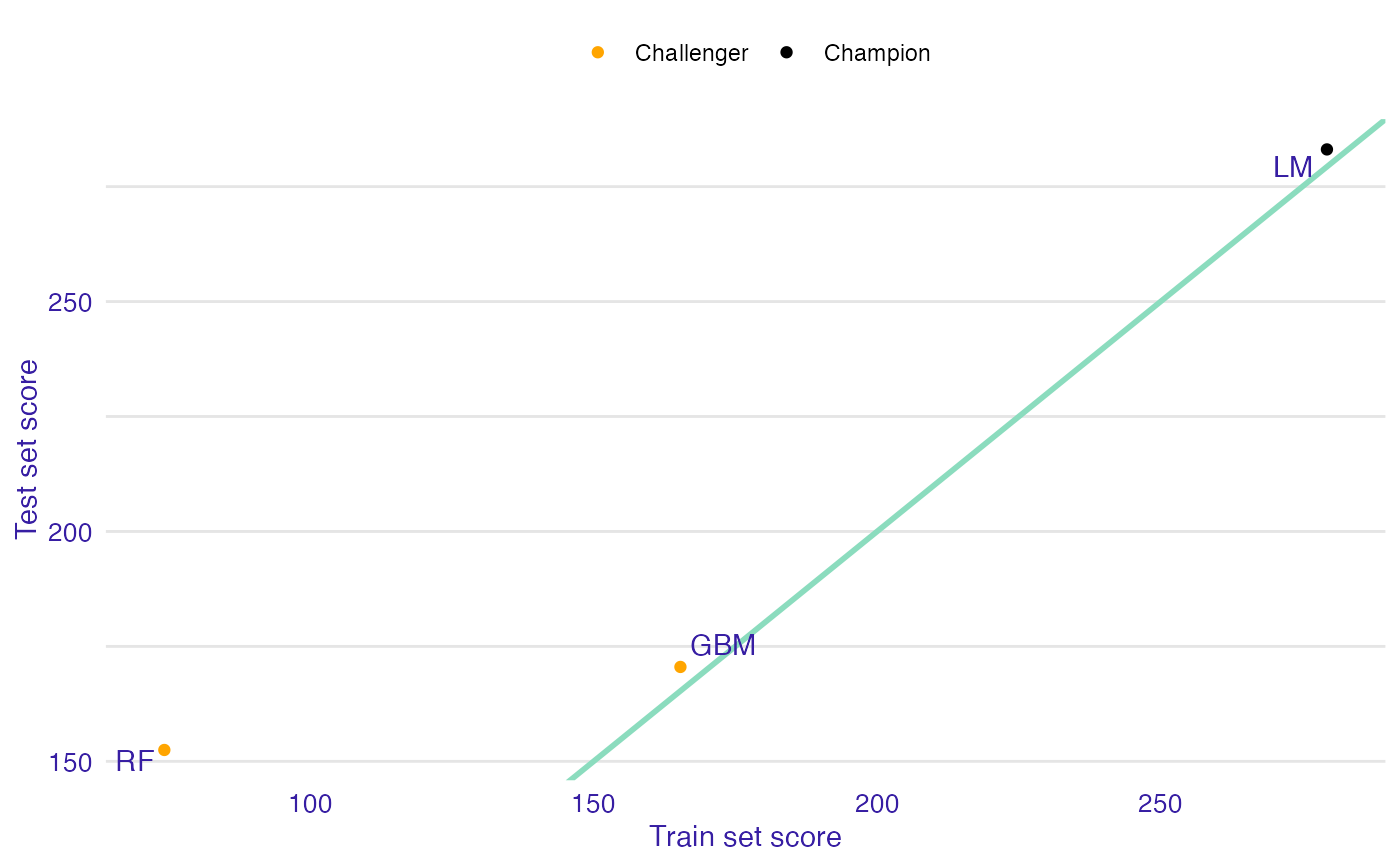 Challenger Champion
LM
250
Test set score
200
GBM
RF
150
100 150 200 250
Train set score